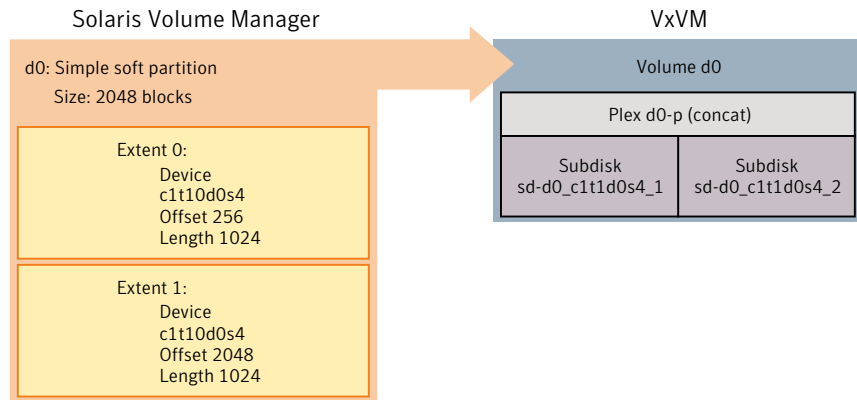 Solaris Volume Manager
VxVM
d0: Simple soft partition
Size: 2048 blocks
Extent 0:
Device
c1t10d0s4
Offset 256
Length 1024
Extent 1:
Device
c1t10d0s4
Offset 2048
Length 1024
Volume d0
Plex d0-p (concat)
Subdisk
sd-d0_c1t1d0s4_1
Subdisk
sd-d0_c1t1d0s4_2